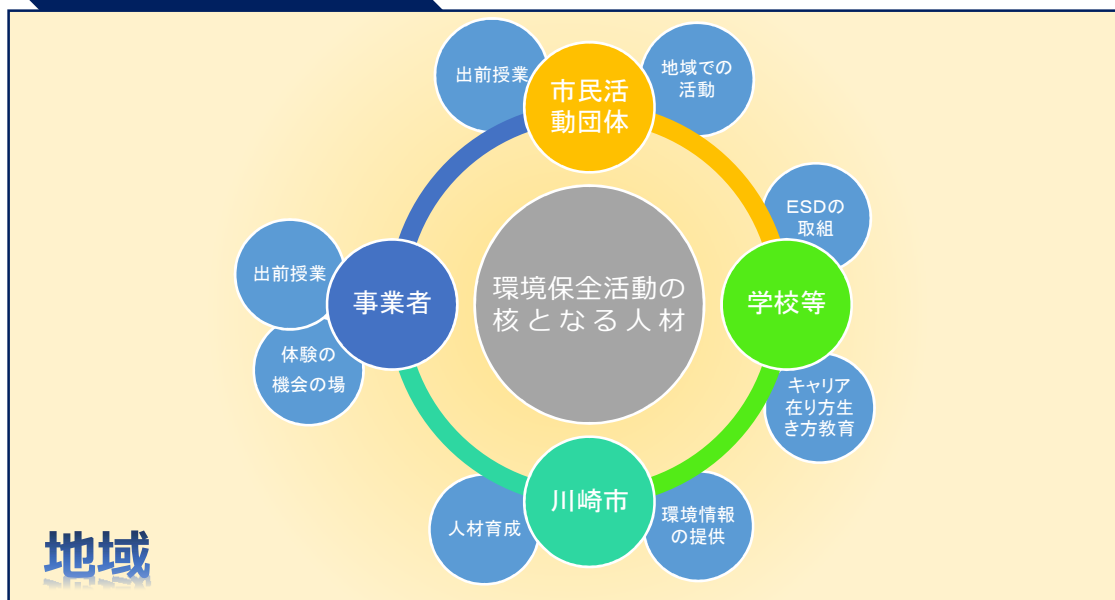 出前授業
市民活
動団体
地域での
活動
ESDの
取組
出前授業
事業者
環境保全活動の
核となる人材
学校等
体験の
機会の場
キャリア
在り方生
き方教育
人材育成
川崎市
環境情報
の提供
地域